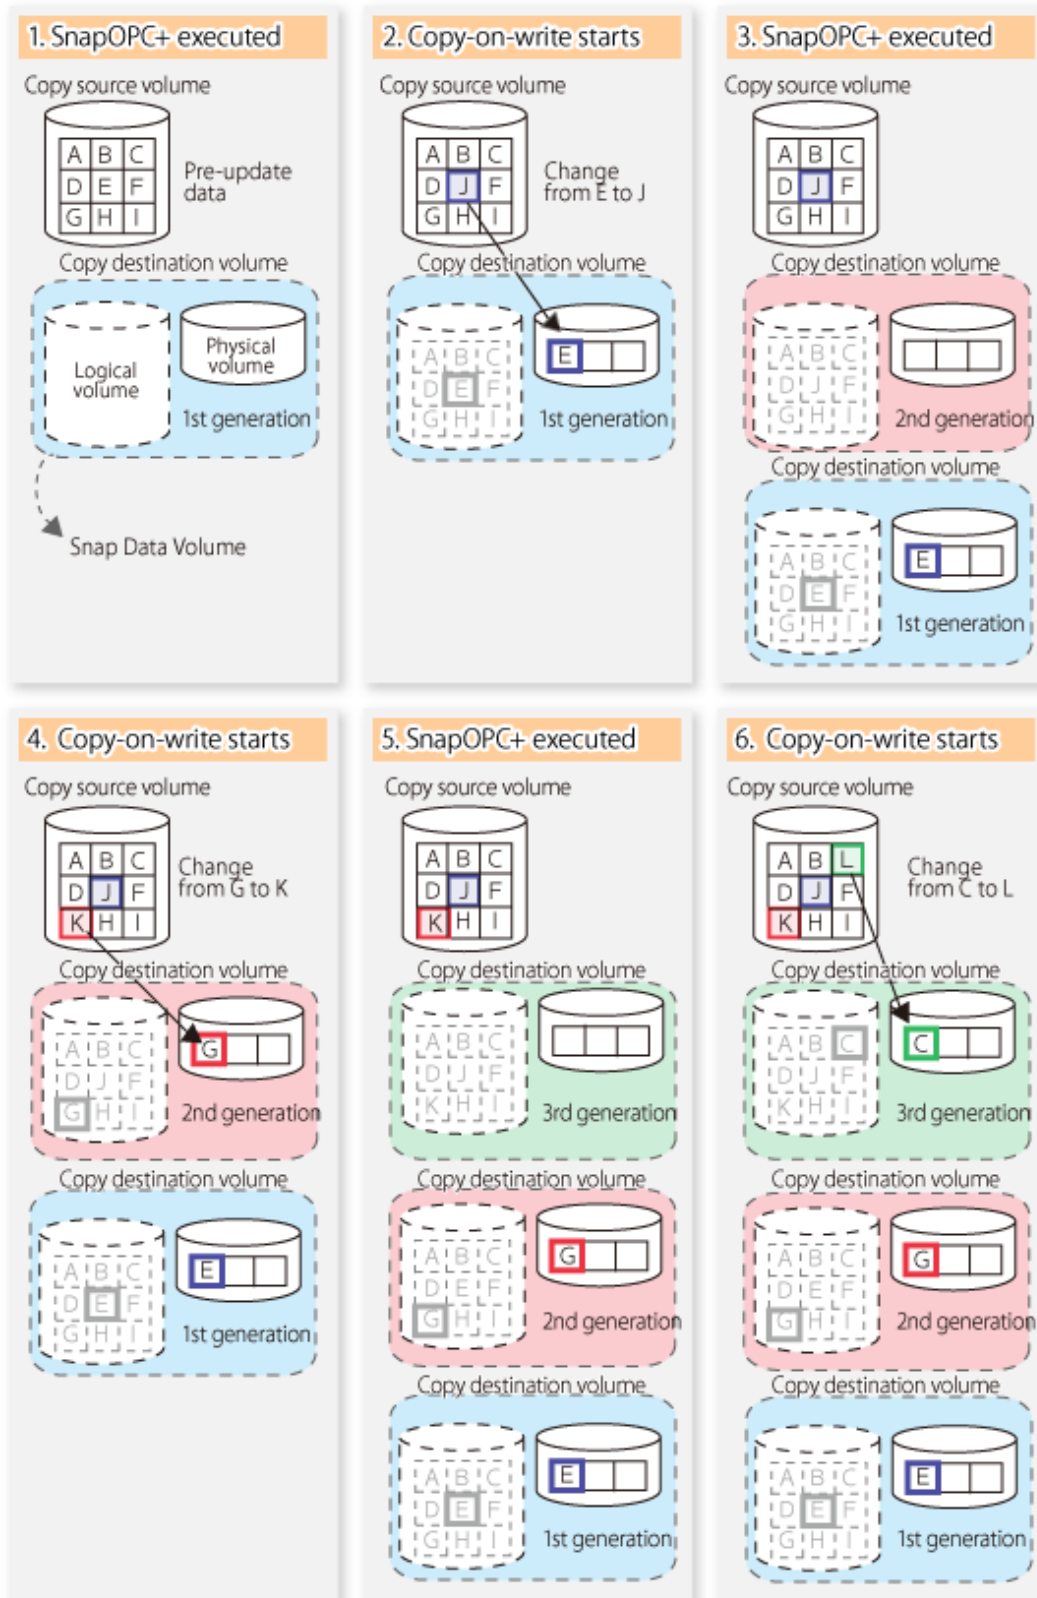 1. SnapOPC+ executed
Copy source volume
A B C
D E F
G H I
Pre-update
data
Copy destination volume
Logical
volume
Physical
volume
1st generation
Snap Data Volume
2. Copy-on-write starts
Copy source volume
A B C
D J F
G H I
Change
from E to J
Copy destination volume
A B C
D E F
G H I
E
1st generation
3. SnapOPC+ executed
Copy source volume
A B C
D J F
G H I
Copy destination volume
A B C
D J F
G H I
2nd generation
Copy destination volume
A B C
D E F
G H I
E
1st generation
4. Copy-on-write starts
Copy source volume
A B C
D J F
K H I
Change
from G to K
Copy destination volume
A B C
D J F
G H I
G
2nd generation
Copy destination volume
A B C
D E F
G H I
E
1st generation
5. SnapOPC+ executed
Copy source volume
A B C
D J F
K H I
Copy destination volume
A B C
D J F
K H I
3rd generation
Copy destination volume
A B C
D E F
G H I
G
2nd generation
Copy destination volume
A B C
D E F
G H I
E
1st generation
6. Copy-on-write starts
Copy source volume
A B L
D J F
K H I
Change
from C to L
Copy destination volume
A B C
D J F
K H I
C
3rd generation
Copy destination volume
A B C
D E F
G H I
G
2nd generation
Copy destination volume
A B C
D E F
G H I
E
1st generation